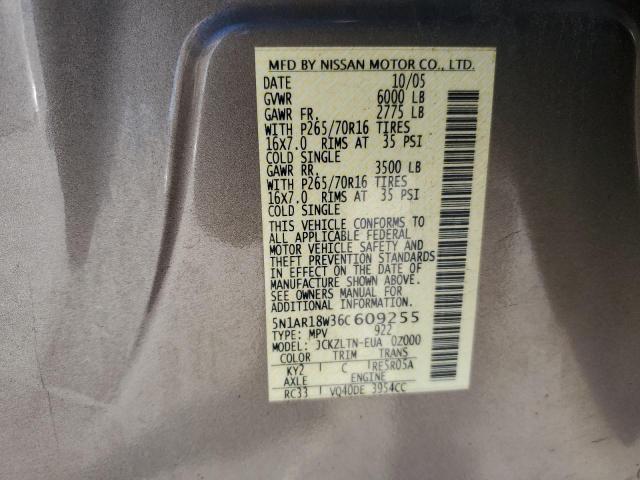 MFD BY NISSAN MOTOR CO., LTD.
DATE 10/05
GVWR 6000 LB
GAWR FR. 2775 LB
WITH P265/70R16 TIRES
16X7.0 RIMS AT 35 PSI
COLD SINGLE
GAWR RR. 3500 LB
WITH P265/70R16 TIRES
16X7.0 RIMS AT 35 PSI
COLD SINGLE
THIS VEHICLE CONFORMS TO
ALL APPLICABLE FEDERAL
MOTOR VEHICLE SAFETY AND
THEFT PREVENTION STANDARDS
IN EFFECT ON THE DATE OF
MANUFACTURE SHOWN ABOVE.
SEE OWNERS MANUAL FOR
ADDITIONAL INFORMATION.
5N1AR18W36C609255
TYPE: MPV 922
MODEL: JCKZLTN-EUA 0Z000
COLOR TRIM TRANS
KY2 C RE5R05A
AXLE ENGINE
RC33 VQ40DE 3954CC